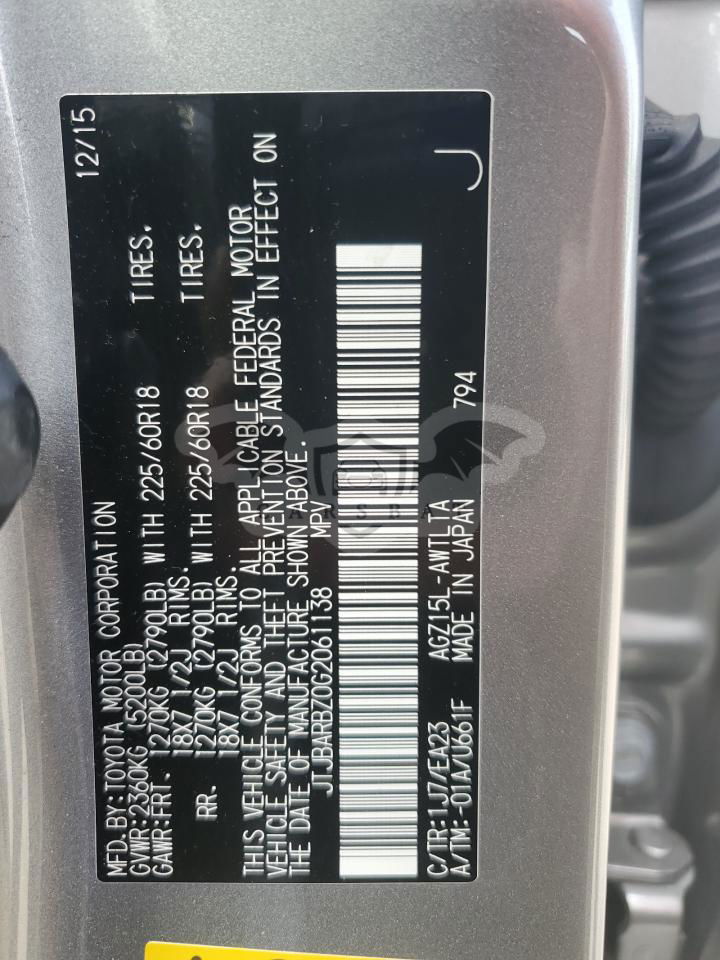 MFD.BY:TOYOTA MOTOR CORPORATION 12/15
GVWR:2360KG (5200LB)
GAWR:FRT. 1270KG (2790LB) WITH 225/60R18 TIRES.
18X7 1/2J RIMS.
RR. 1270KG (2790LB) WITH 225/60R18 TIRES.
18X7 1/2J RIMS.
THIS VEHICLE CONFORMS TO ALL APPLICABLE FEDERAL MOTOR
VEHICLE SAFETY AND THEFT PREVENTION STANDARDS IN EFFECT ON
THE DATE OF MANUFACTURE SHOWN ABOVE.
JTJBARBZ0G2061138 MPV
C/TR:1J7/EA23 AGZ15L-AWTLTA
A/TM:-01A/U661F MADE IN JAPAN 794
J